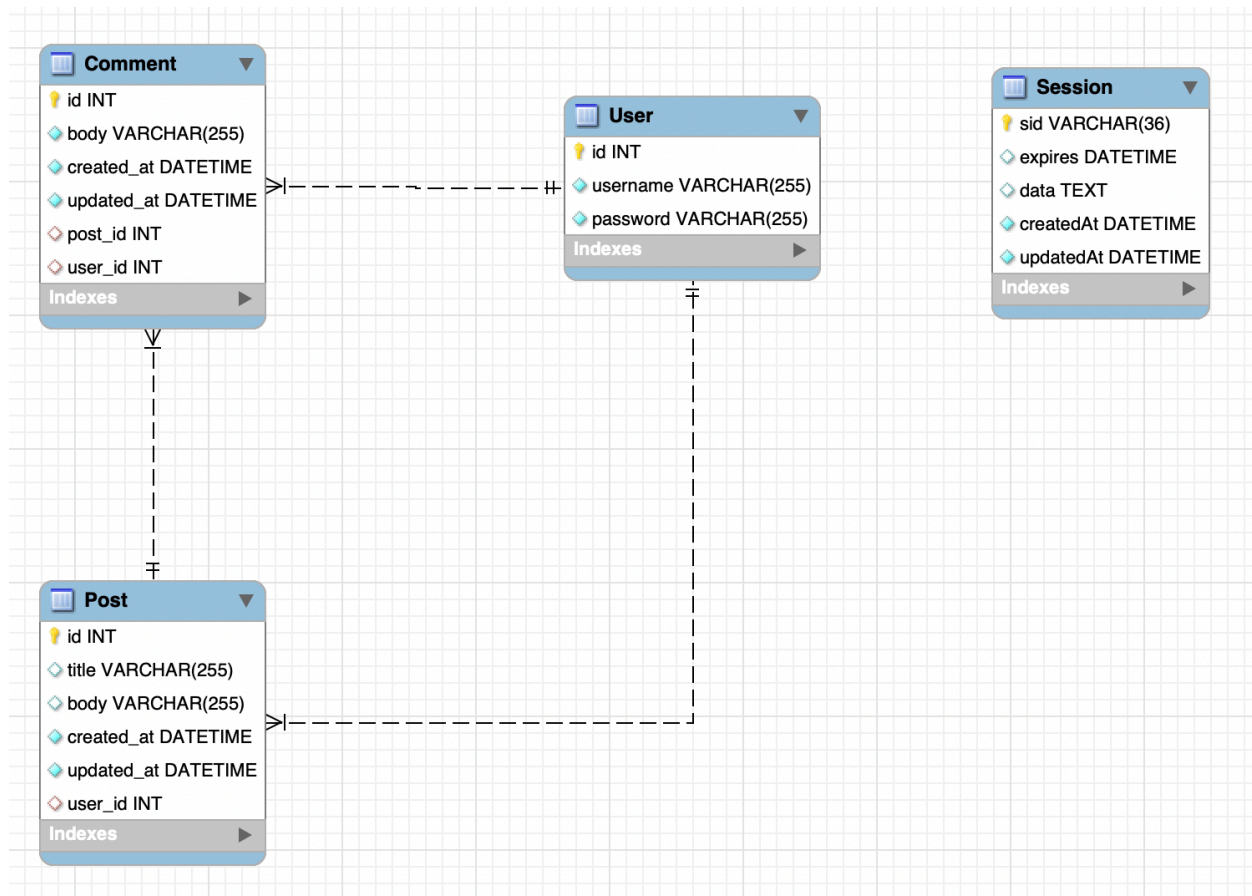 Comment
id INT
body VARCHAR(255)
created_at DATETIME
updated_at DATETIME
post_id INT
user_id INT
Indexes
User
id INT
username VARCHAR(255)
password VARCHAR(255)
Indexes
Session
sid VARCHAR(36)
expires DATETIME
data TEXT
createdAt DATETIME
updatedAt DATETIME
Indexes
Post
id INT
title VARCHAR(255)
body VARCHAR(255)
created_at DATETIME
updated_at DATETIME
user_id INT
Indexes